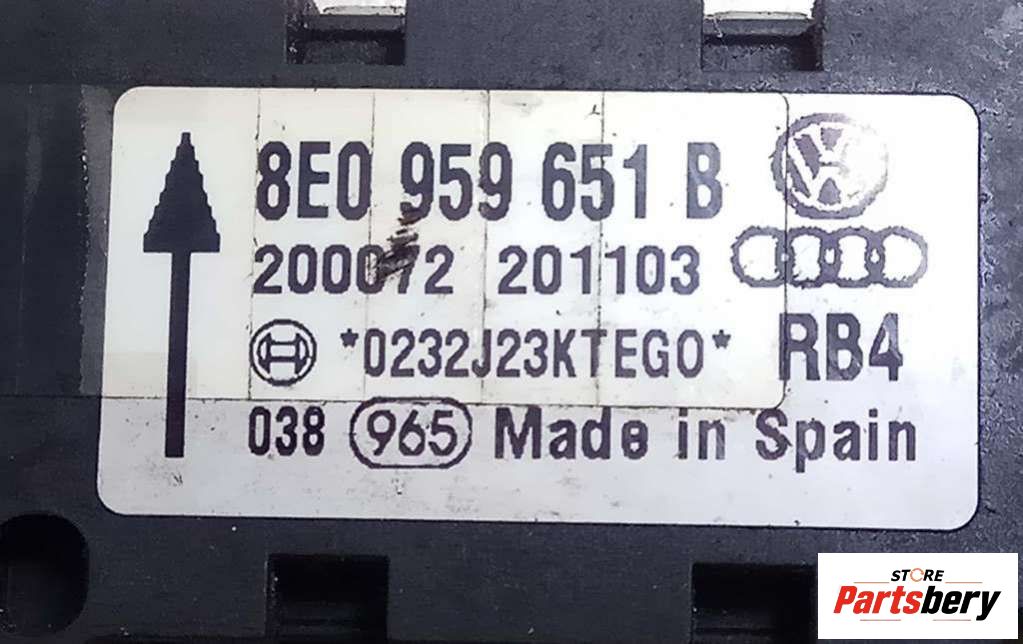 8E0 959 651 B
200072 201103
*0232J23KTEGO* RB4
038 965 Made in Spain
STORE
Partsbery